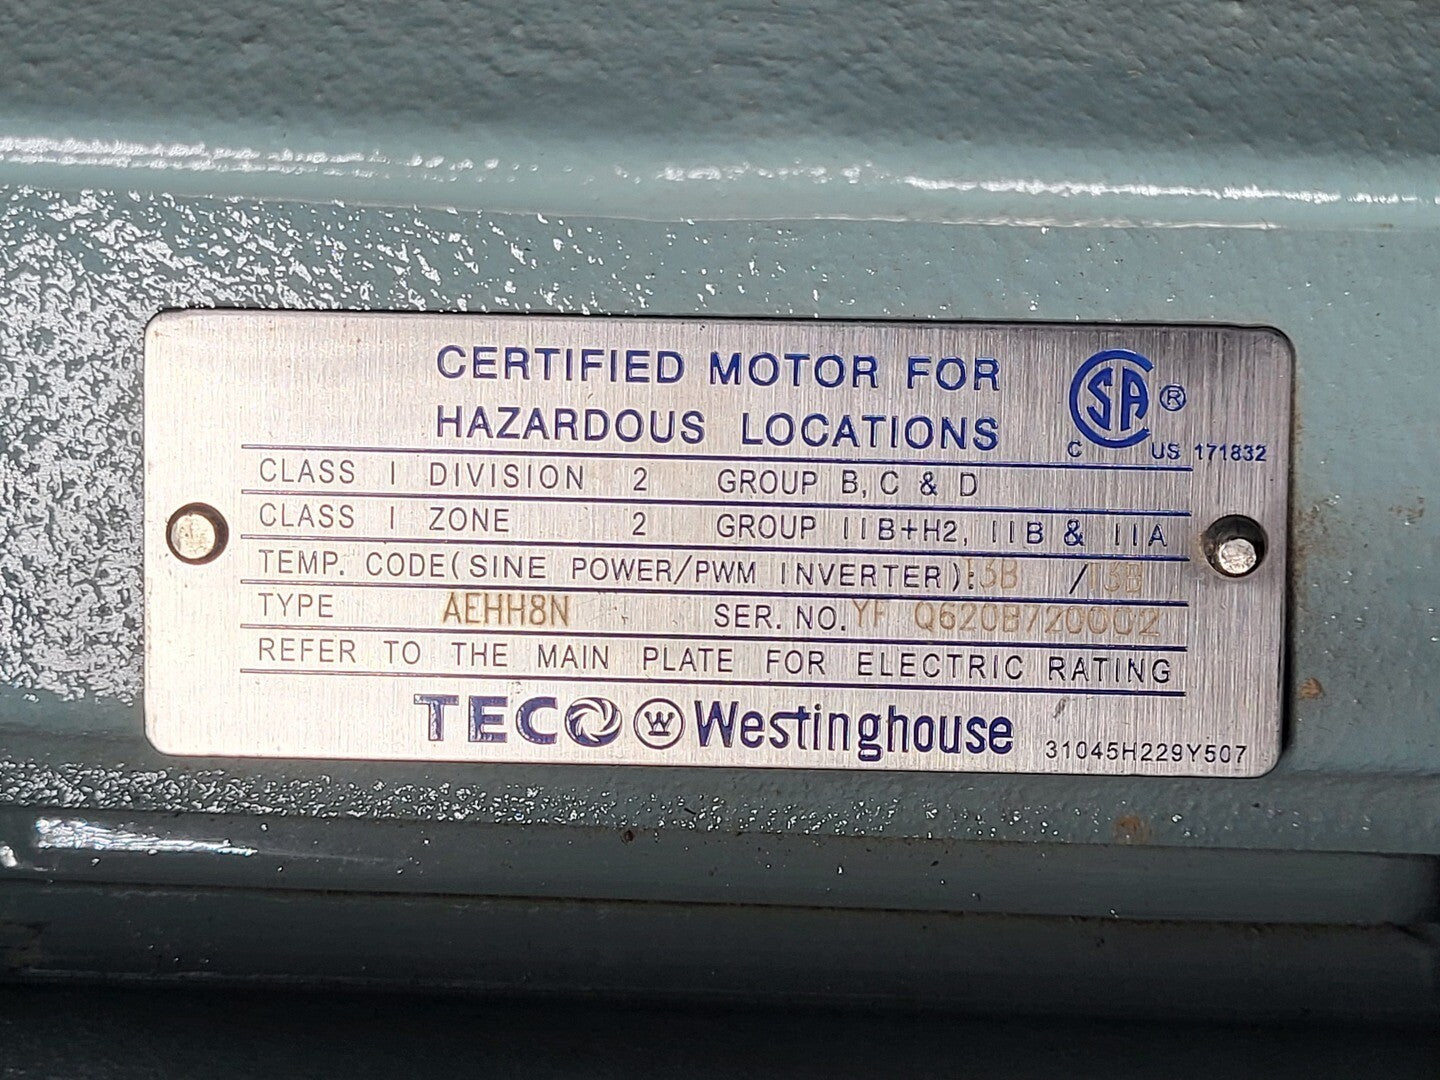 CERTIFIED MOTOR FOR
HAZARDOUS LOCATIONS
CSA ®
C US 171832
CLASS I DIVISION 2 GROUP B, C & D
CLASS I ZONE 2 GROUP IIB+H2, IIB & IIA
TEMP. CODE(SINE POWER/PWM INVERTER): T3B /T3B
TYPE AEHH8N SER. NO. YF Q620B720002
REFER TO THE MAIN PLATE FOR ELECTRIC RATING
TECO W Westinghouse 31045H229Y507